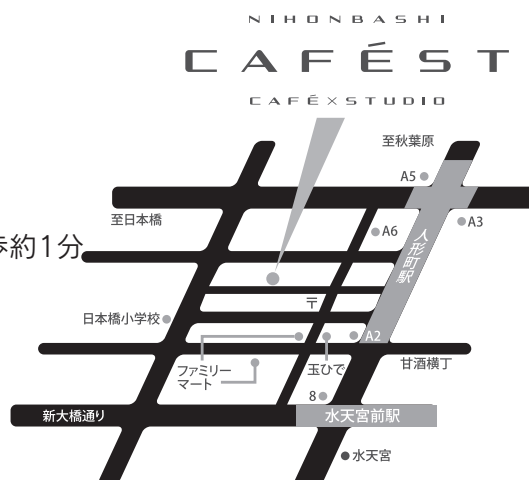 NIHONBASHI
CAFÉST
CAFÉ×STUDIO
至秋葉原
A5
至日本橋
A3
A6
人形町駅
歩約1分
〒
日本橋小学校
A2
ファミリー
マート
玉ひで
甘酒横丁
8
新大橋通り
水天宮前駅
水天宮